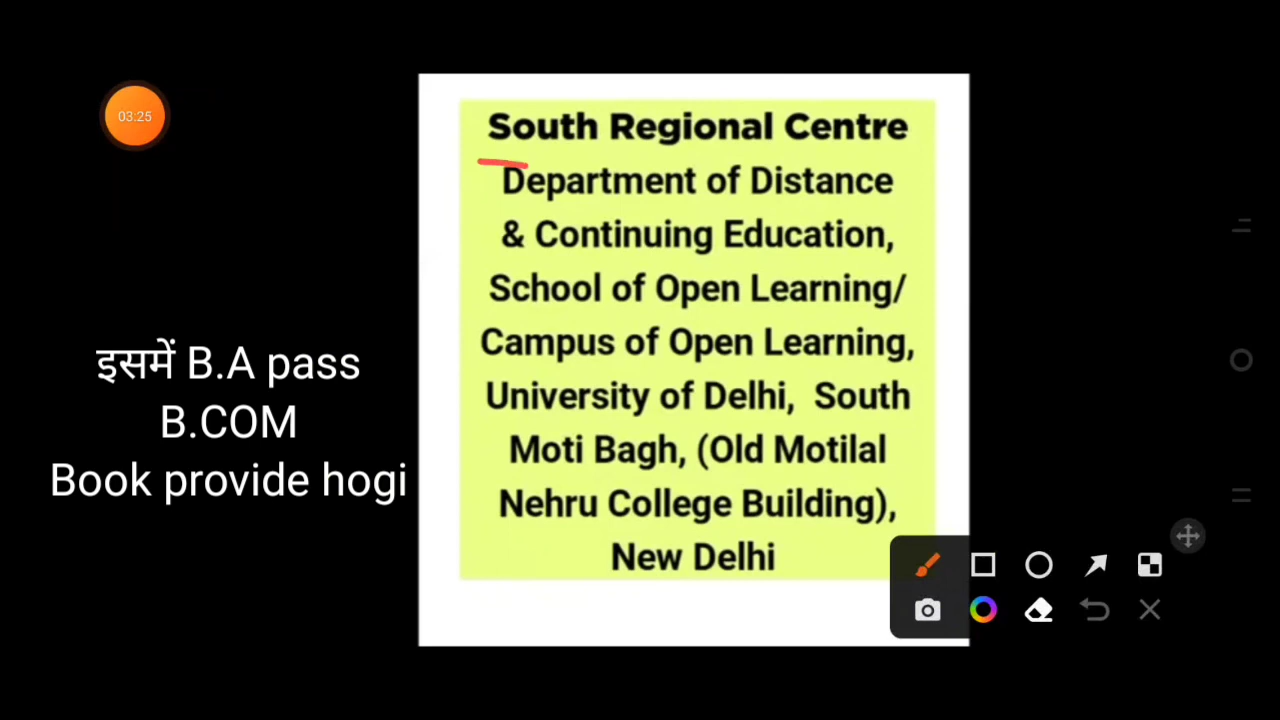 03:25
South Regional Centre
Department of Distance
& Continuing Education,
School of Open Learning/
Campus of Open Learning,
University of Delhi, South
Moti Bagh, (Old Motilal
Nehru College Building),
New Delhi
इसमें B.A pass
B.COM
Book provide hogi